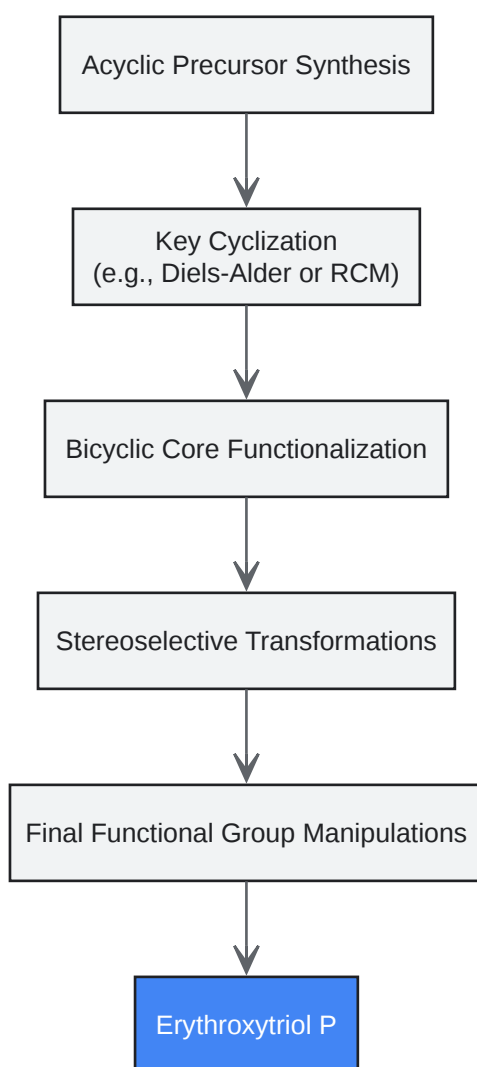 Acyclic Precursor Synthesis
Key Cyclization
(e.g., Diels-Alder or RCM)
Bicyclic Core Functionalization
Stereoselective Transformations
Final Functional Group Manipulations
Erythroxytriol P